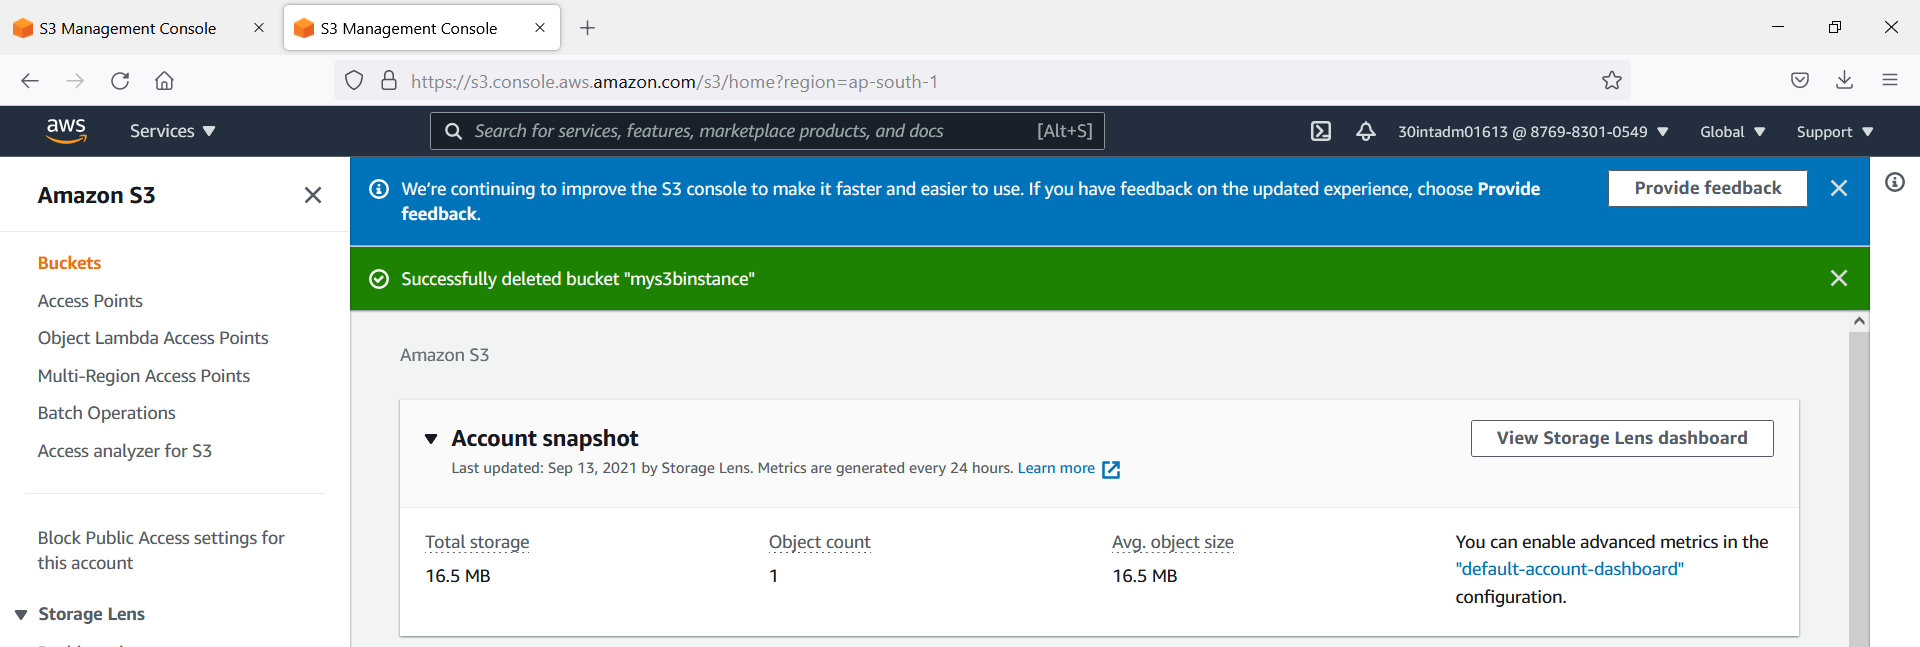 S3 Management Console
S3 Management Console
https://s3.console.aws.amazon.com/s3/home?region=ap-south-1
aws
Services
Search for services, features, marketplace products, and docs
[Alt+S]
30intadm01613 @ 8769-8301-0549
Global
Support
Amazon S3
Buckets
Access Points
Object Lambda Access Points
Multi-Region Access Points
Batch Operations
Access analyzer for S3
Block Public Access settings for
this account
Storage Lens
We're continuing to improve the S3 console to make it faster and easier to use. If you have feedback on the updated experience, choose Provide
feedback.
Provide feedback
Successfully deleted bucket "mys3binstance"
Amazon S3
Account snapshot
Last updated: Sep 13, 2021 by Storage Lens. Metrics are generated every 24 hours. Learn more
View Storage Lens dashboard
Total storage
16.5 MB
Object count
1
Avg. object size
16.5 MB
You can enable advanced metrics in the
"default-account-dashboard"
configuration.